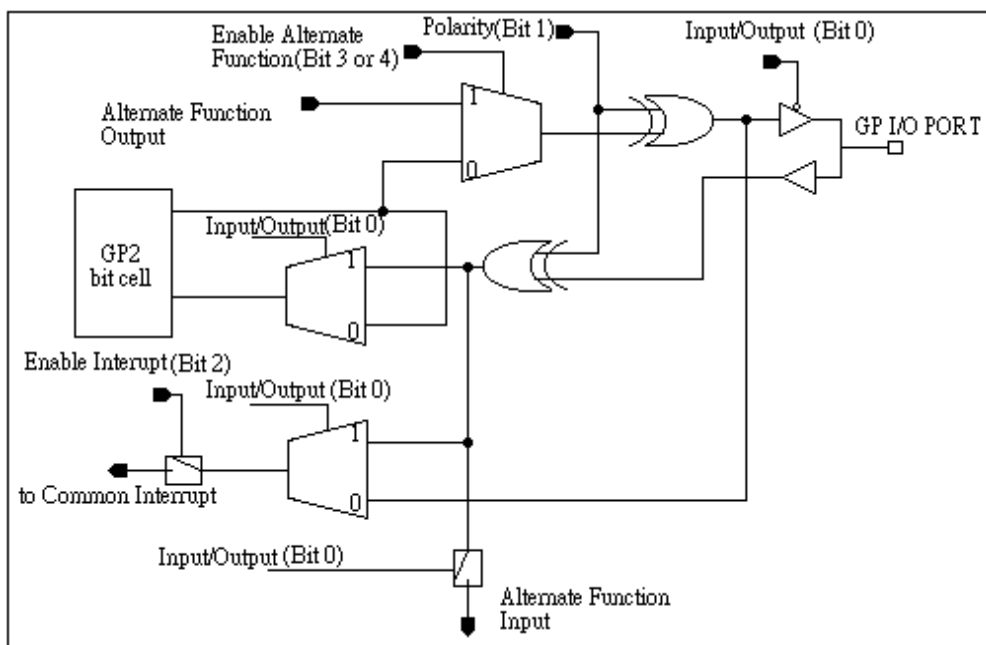 Polarity(Bit 1)
Input/Output (Bit 0)
Enable Alternate
Function(Bit 3 or 4)
1
Alternate Function
Output
GP I/O PORT
0
Input/Output(Bit 0)
GP2
bit cell
1
0
Enable Interupt(Bit 2)
Input/Output (Bit 0)
1
to Common Interrupt
0
Input/Output (Bit 0)
Alternate Function
Input